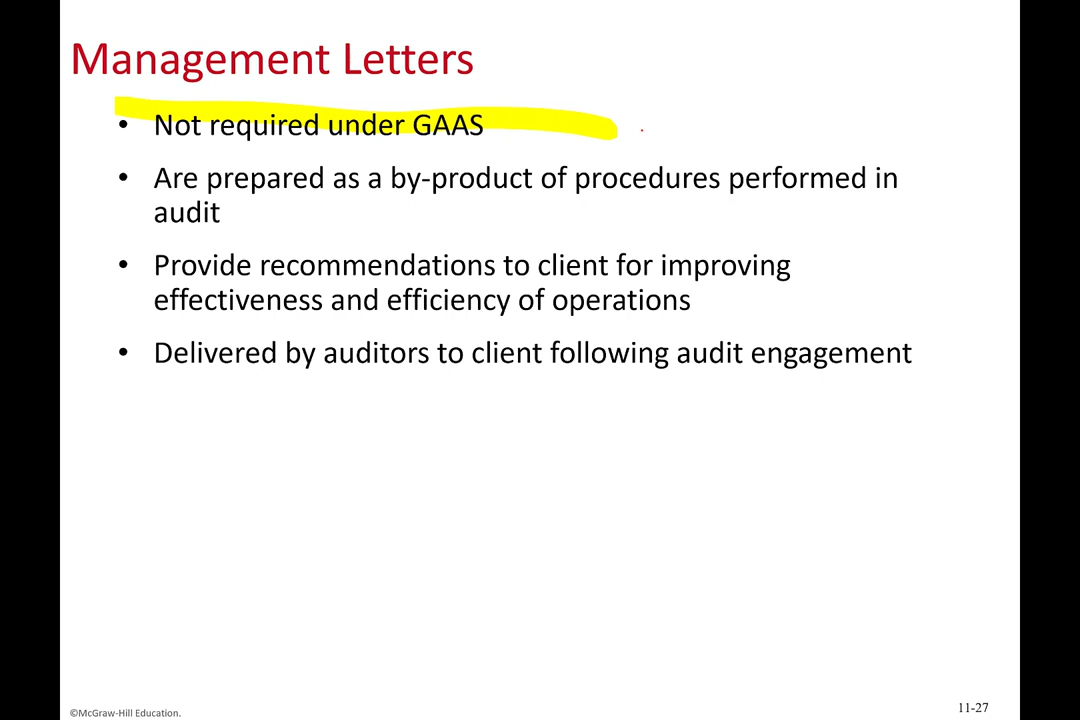 Management Letters
• Not required under GAAS
• Are prepared as a by-product of procedures performed in
audit
• Provide recommendations to client for improving
effectiveness and efficiency of operations
• Delivered by auditors to client following audit engagement
©McGraw-Hill Education.
11-27